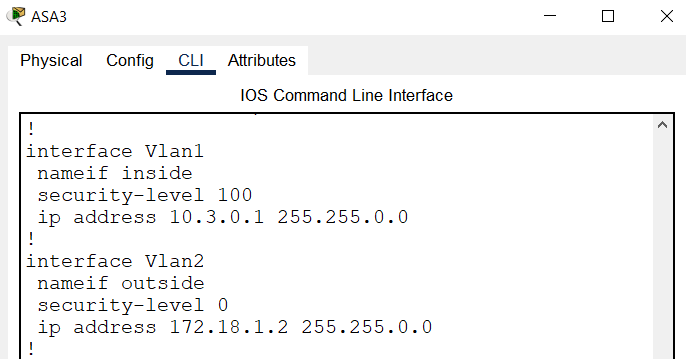 ASA3
Physical Config CLI Attributes
IOS Command Line Interface
!
interface Vlan1
 nameif inside
 security-level 100
 ip address 10.3.0.1 255.255.0.0
!
interface Vlan2
 nameif outside
 security-level 0
 ip address 172.18.1.2 255.255.0.0
!